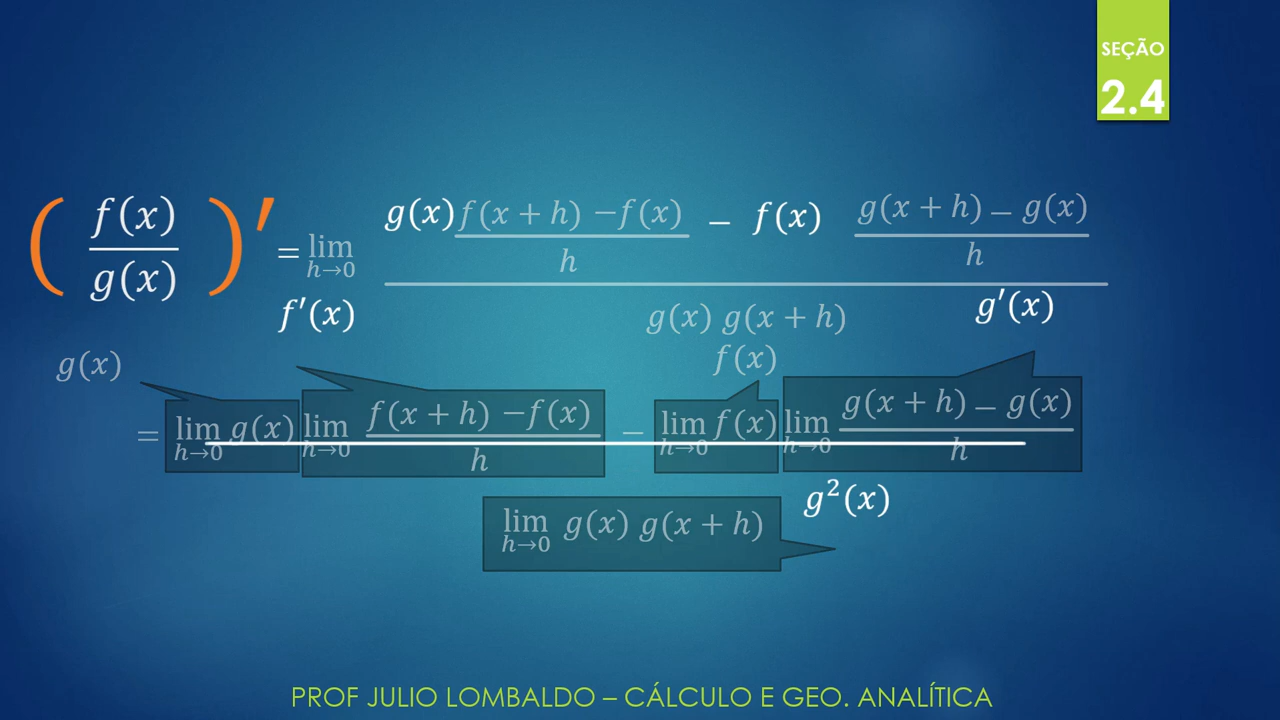 SEÇÃO
2.4
( f(x) / g(x) )′ = lim h→0 g(x) f(x + h) −f(x) / h − f(x) g(x + h) − g(x) / h
g(x) g(x + h)
f′(x)
g′(x)
g(x)
f(x)
= lim h→0 g(x) lim h→0 f(x + h) −f(x) / h − lim h→0 f(x) lim h→0 g(x + h) − g(x) / h
lim h→0 g(x) g(x + h)
g²(x)
PROF JULIO LOMBALDO – CÁLCULO E GEO. ANALÍTICA